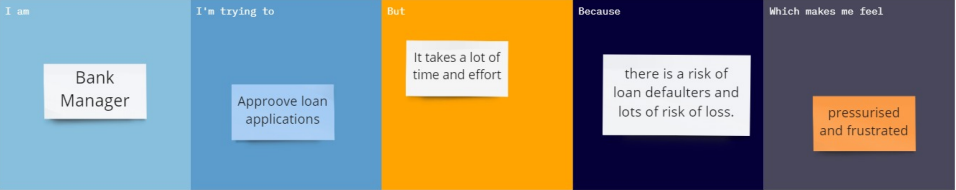 I am
Bank
Manager
I'm trying to
Approove loan
applications
But
It takes a lot of
time and effort
Because
there is a risk of
loan defaulters and
lots of risk of loss.
Which makes me feel
pressurised
and frustrated